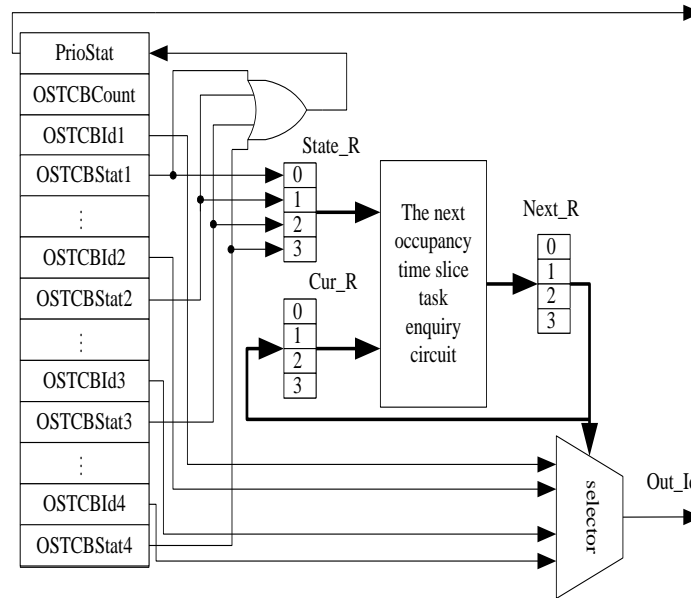 PrioStat
OSTCBCount
OSTCBId1
OSTCBStat1
⋮
OSTCBId2
OSTCBStat2
⋮
OSTCBId3
OSTCBStat3
⋮
OSTCBId4
OSTCBStat4
State_R
0
1
2
3
Cur_R
0
1
2
3
The next
occupancy
time slice
task
enquiry
circuit
Next_R
0
1
2
3
selector
Out_Id